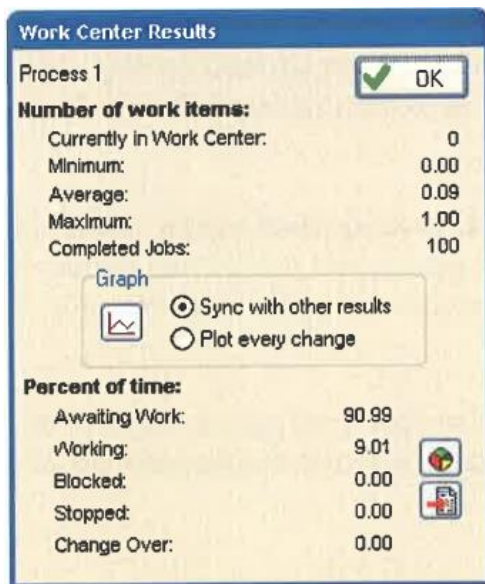 Work Center Results
Process 1
OK
Number of work items:
Currently in Work Center: 0
Minimum: 0.00
Average: 0.09
Maximum: 1.00
Completed Jobs: 100
Graph
Sync with other results
Plot every change
Percent of time:
Awaiting Work: 90.99
Working: 9.01
Blocked: 0.00
Stopped: 0.00
Change Over: 0.00